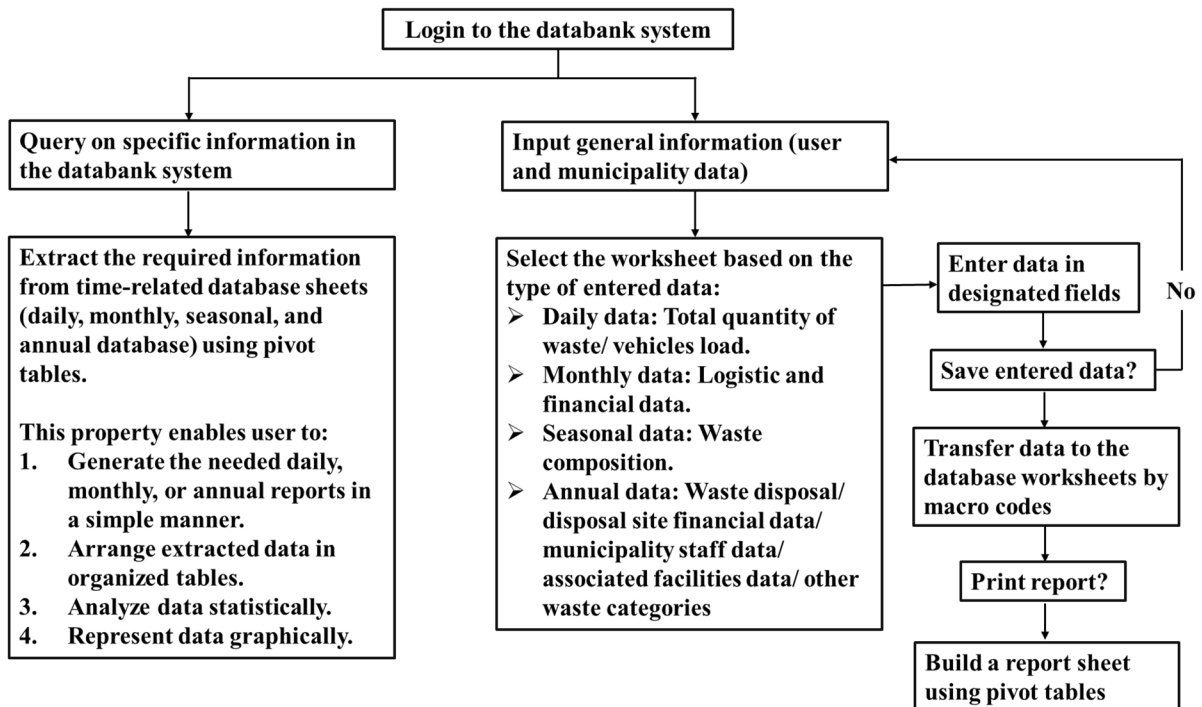 Login to the databank system
Query on specific information in
the databank system
Extract the required information
from time-related database sheets
(daily, monthly, seasonal, and
annual database) using pivot
tables.
This property enables user to:
1. Generate the needed daily,
monthly, or annual reports in
a simple manner.
2. Arrange extracted data in
organized tables.
3. Analyze data statistically.
4. Represent data graphically.
Input general information (user
and municipality data)
Select the worksheet based on the
type of entered data:
➢ Daily data: Total quantity of
waste/ vehicles load.
➢ Monthly data: Logistic and
financial data.
➢ Seasonal data: Waste
composition.
➢ Annual data: Waste disposal/
disposal site financial data/
municipality staff data/
associated facilities data/ other
waste categories
Enter data in
designated fields
No
Save entered data?
Transfer data to the
database worksheets by
macro codes
Print report?
Build a report sheet
using pivot tables